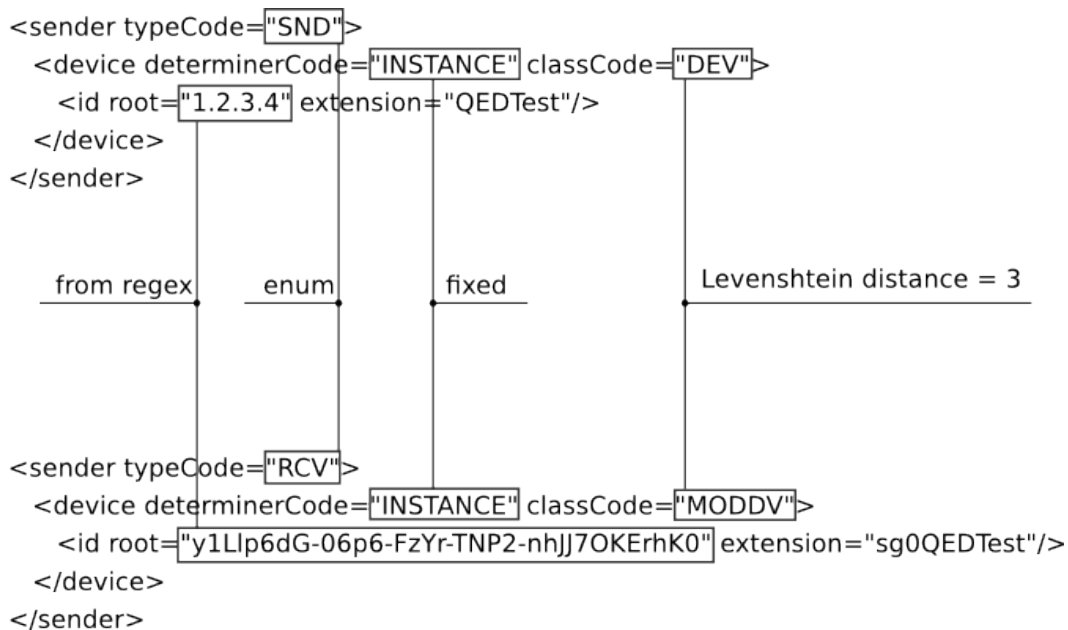 <sender typeCode="SND">
<device determinerCode="INSTANCE" classCode="DEV">
<id root="1.2.3.4" extension="QEDTest"/>
</device>
</sender>
from regex enum fixed Levenshtein distance = 3
<sender typeCode="RCV">
<device determinerCode="INSTANCE" classCode="MODDV">
<id root="y1Llp6dG-06p6-FzYr-TNP2-nhJJ7OKErhK0" extension="sg0QEDTest"/>
</device>
</sender>